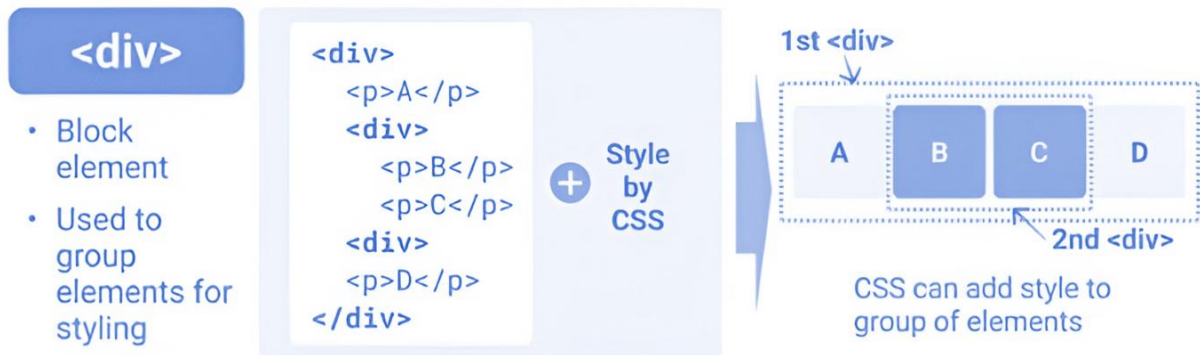 <div>
• Block
element
• Used to
group
elements for
styling
<div>
<p>A</p>
<div>
<p>B</p>
<p>C</p>
<div>
<p>D</p>
</div>
+
Style
by
CSS
1st <div>
A B C D
2nd <div>
CSS can add style to
group of elements